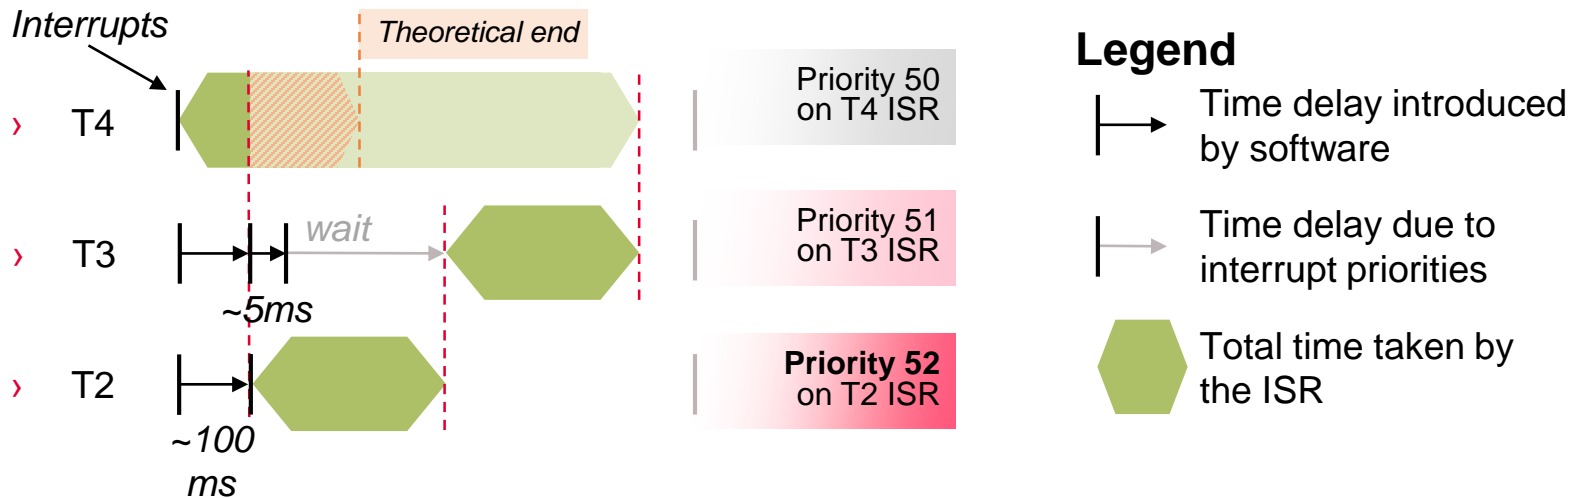 Interrupts
Theoretical end
› T4
Priority 50
on T4 ISR
› T3
wait
~5ms
Priority 51
on T3 ISR
› T2
~100
ms
Priority 52
on T2 ISR
Legend
Time delay introduced
by software
Time delay due to
interrupt priorities
Total time taken by
the ISR